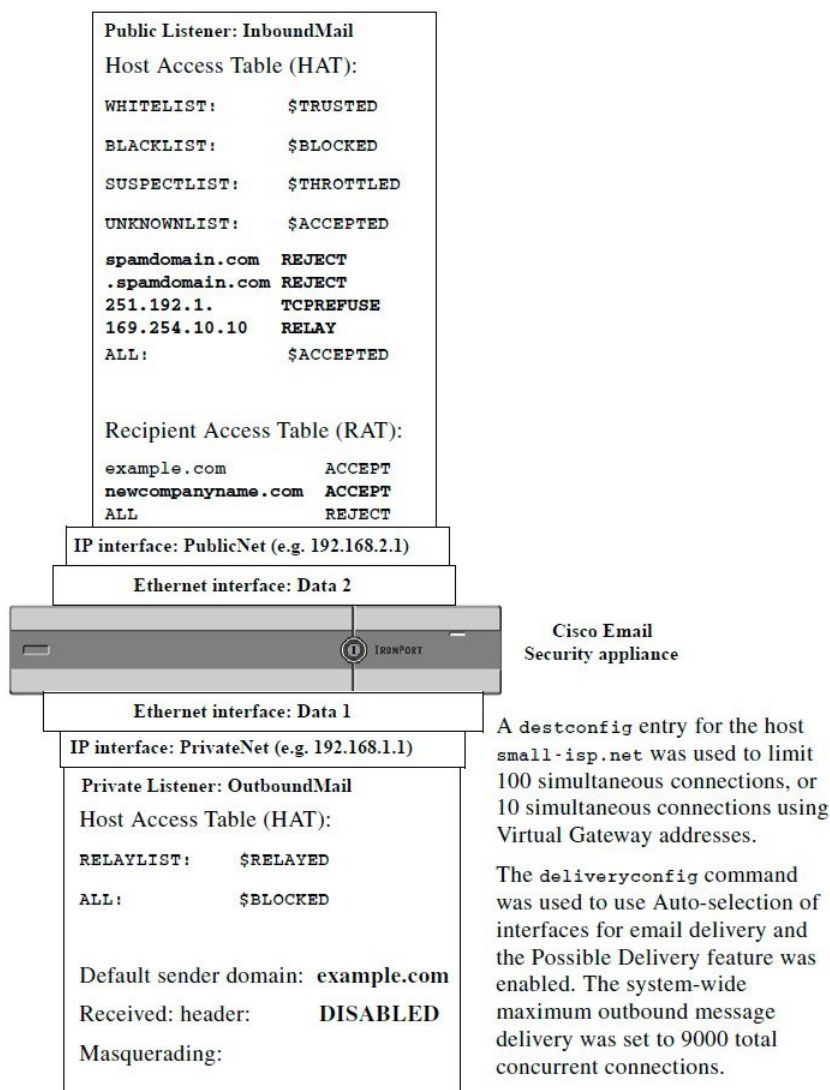 Public Listener: InboundMail
Host Access Table (HAT):
WHITELIST: $TRUSTED
BLACKLIST: $BLOCKED
SUSPECTLIST: $THROTTLED
UNKNOWNLIST: $ACCEPTED
spamdomain.com REJECT
.spamdomain.com REJECT
251.192.1. TCPREFUSE
169.254.10.10 RELAY
ALL: $ACCEPTED
Recipient Access Table (RAT):
example.com ACCEPT
newcompanyname.com ACCEPT
ALL REJECT
IP interface: PublicNet (e.g. 192.168.2.1)
Ethernet interface: Data 2
I IRONPORT
Cisco Email
Security appliance
Ethernet interface: Data 1
IP interface: PrivateNet (e.g. 192.168.1.1)
Private Listener: OutboundMail
Host Access Table (HAT):
RELAYLIST: $RELAYED
ALL: $BLOCKED
Default sender domain: example.com
Received: header: DISABLED
Masquerading:
A destconfig entry for the host
small-isp.net was used to limit
100 simultaneous connections, or
10 simultaneous connections using
Virtual Gateway addresses.
The deliveryconfig command
was used to use Auto-selection of
interfaces for email delivery and
the Possible Delivery feature was
enabled. The system-wide
maximum outbound message
delivery was set to 9000 total
concurrent connections.